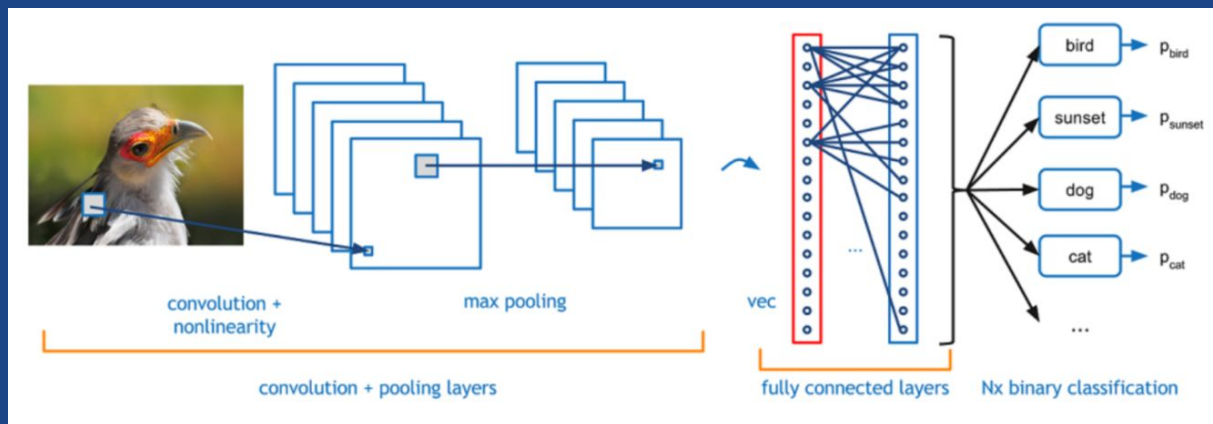 bird
p_bird
sunset
p_sunset
dog
p_dog
cat
p_cat
...
...
convolution +
nonlinearity
max pooling
vec
convolution + pooling layers
fully connected layers
Nx binary classification